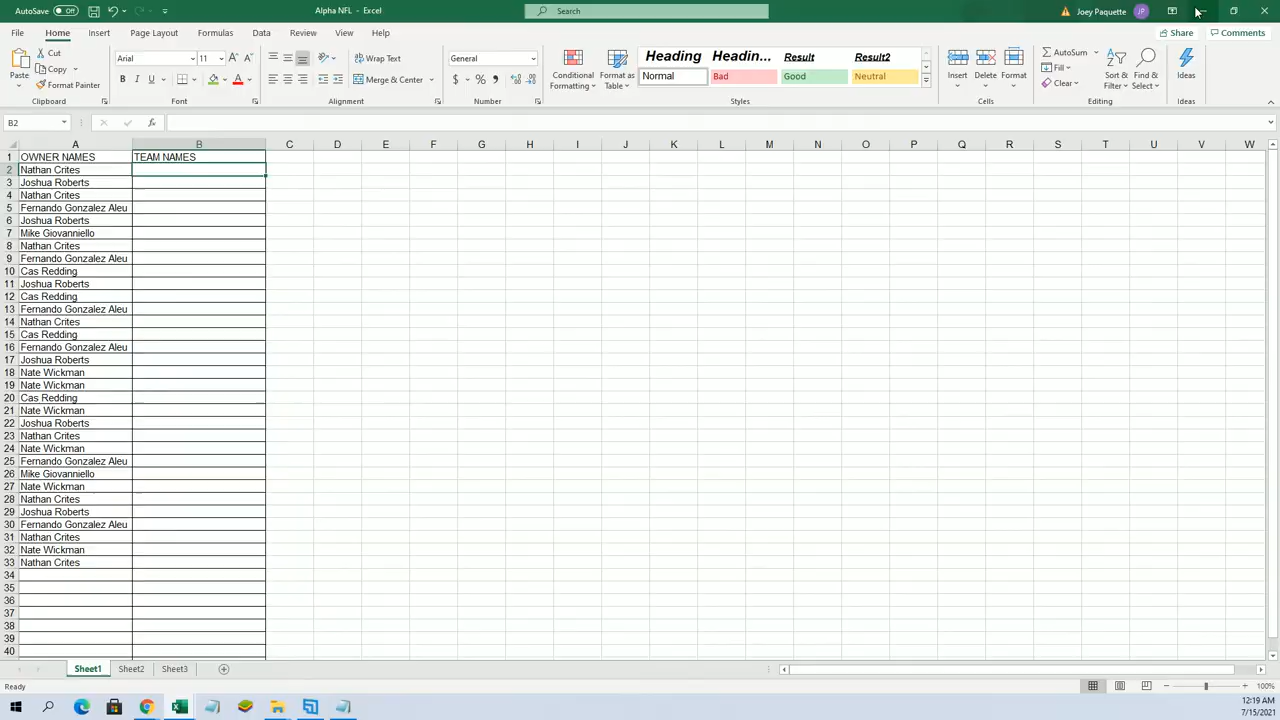 AutoSave Off Alpha NFL - Excel Search Joey Paquette JP
File Home Insert Page Layout Formulas Data Review View Help Share Comments
Paste Cut Copy Format Painter Arial 11 Wrap Text Merge & Center General Conditional Formatting Format as Table Heading Headin... Result Result2 Normal Bad Good Neutral Insert Delete Format AutoSum Fill Clear Sort & Filter Find & Select Ideas
Clipboard Font Alignment Number Styles Cells Editing Ideas
B2 fx
A B C D E F G H I J K L M N O P Q R S T U V W
1 OWNER NAMES TEAM NAMES
2 Nathan Crites
3 Joshua Roberts
4 Nathan Crites
5 Fernando Gonzalez Aleu
6 Joshua Roberts
7 Mike Giovanniello
8 Nathan Crites
9 Fernando Gonzalez Aleu
10 Cas Redding
11 Joshua Roberts
12 Cas Redding
13 Fernando Gonzalez Aleu
14 Nathan Crites
15 Cas Redding
16 Fernando Gonzalez Aleu
17 Joshua Roberts
18 Nate Wickman
19 Nate Wickman
20 Cas Redding
21 Nate Wickman
22 Joshua Roberts
23 Nathan Crites
24 Nate Wickman
25 Fernando Gonzalez Aleu
26 Mike Giovanniello
27 Nate Wickman
28 Nathan Crites
29 Joshua Roberts
30 Fernando Gonzalez Aleu
31 Nathan Crites
32 Nate Wickman
33 Nathan Crites
34
35
36
37
38
39
40
Sheet1 Sheet2 Sheet3
Ready 100%
12:19 AM
7/15/2021